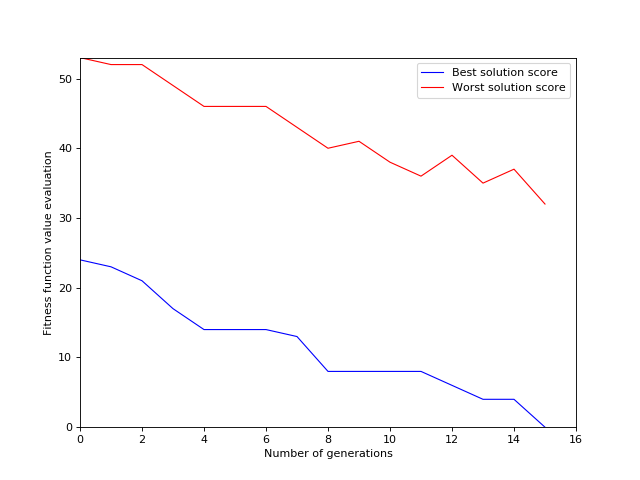 Best solution score
Worst solution score
Fitness function value evaluation
50
40
30
20
10
0
0 2 4 6 8 10 12 14 16
Number of generations